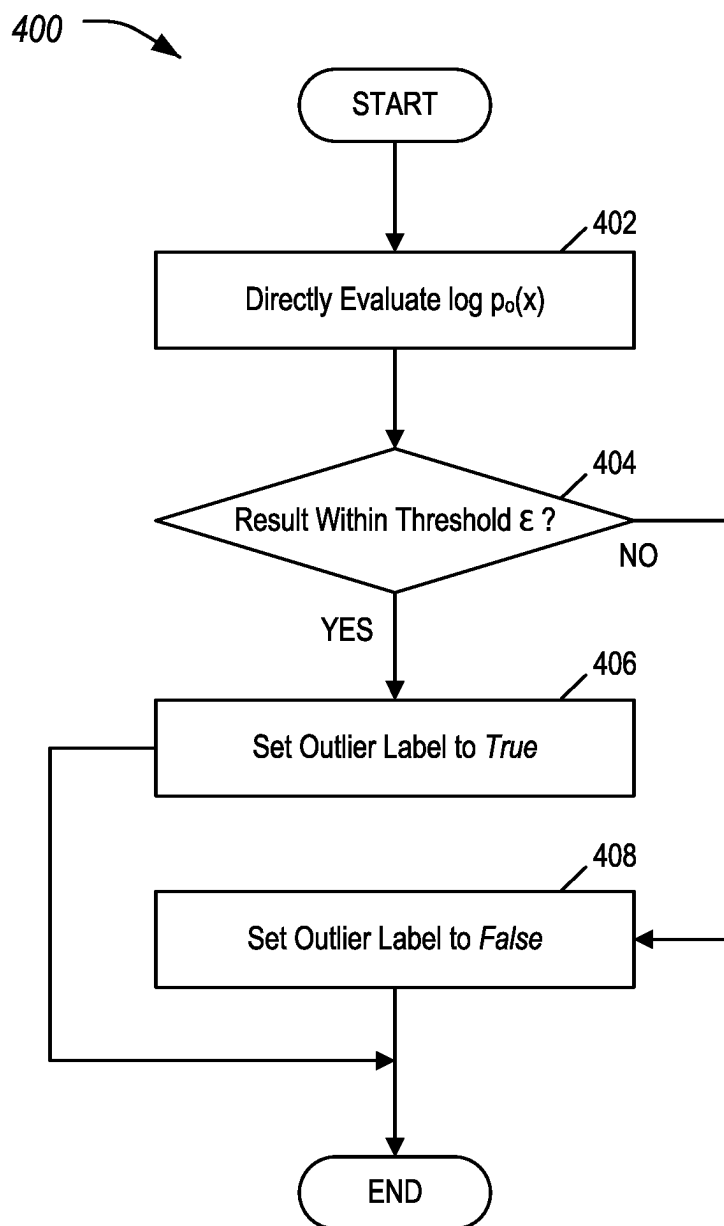 400
START
402
Directly Evaluate log pₒ(x)
404
Result Within Threshold ε ?
NO
YES
406
Set Outlier Label to True
408
Set Outlier Label to False
END